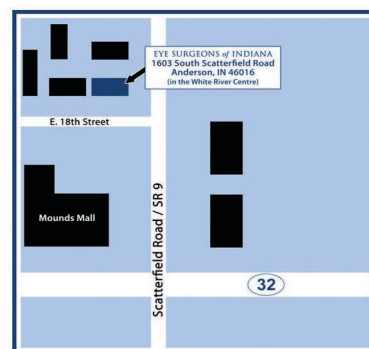 EYE SURGEONS of INDIANA
1603 South Scatterfield Road
Anderson, IN 46016
(in the White River Centre)
E. 18th Street
Mounds Mall
Scatterfield Road / SR 9
32